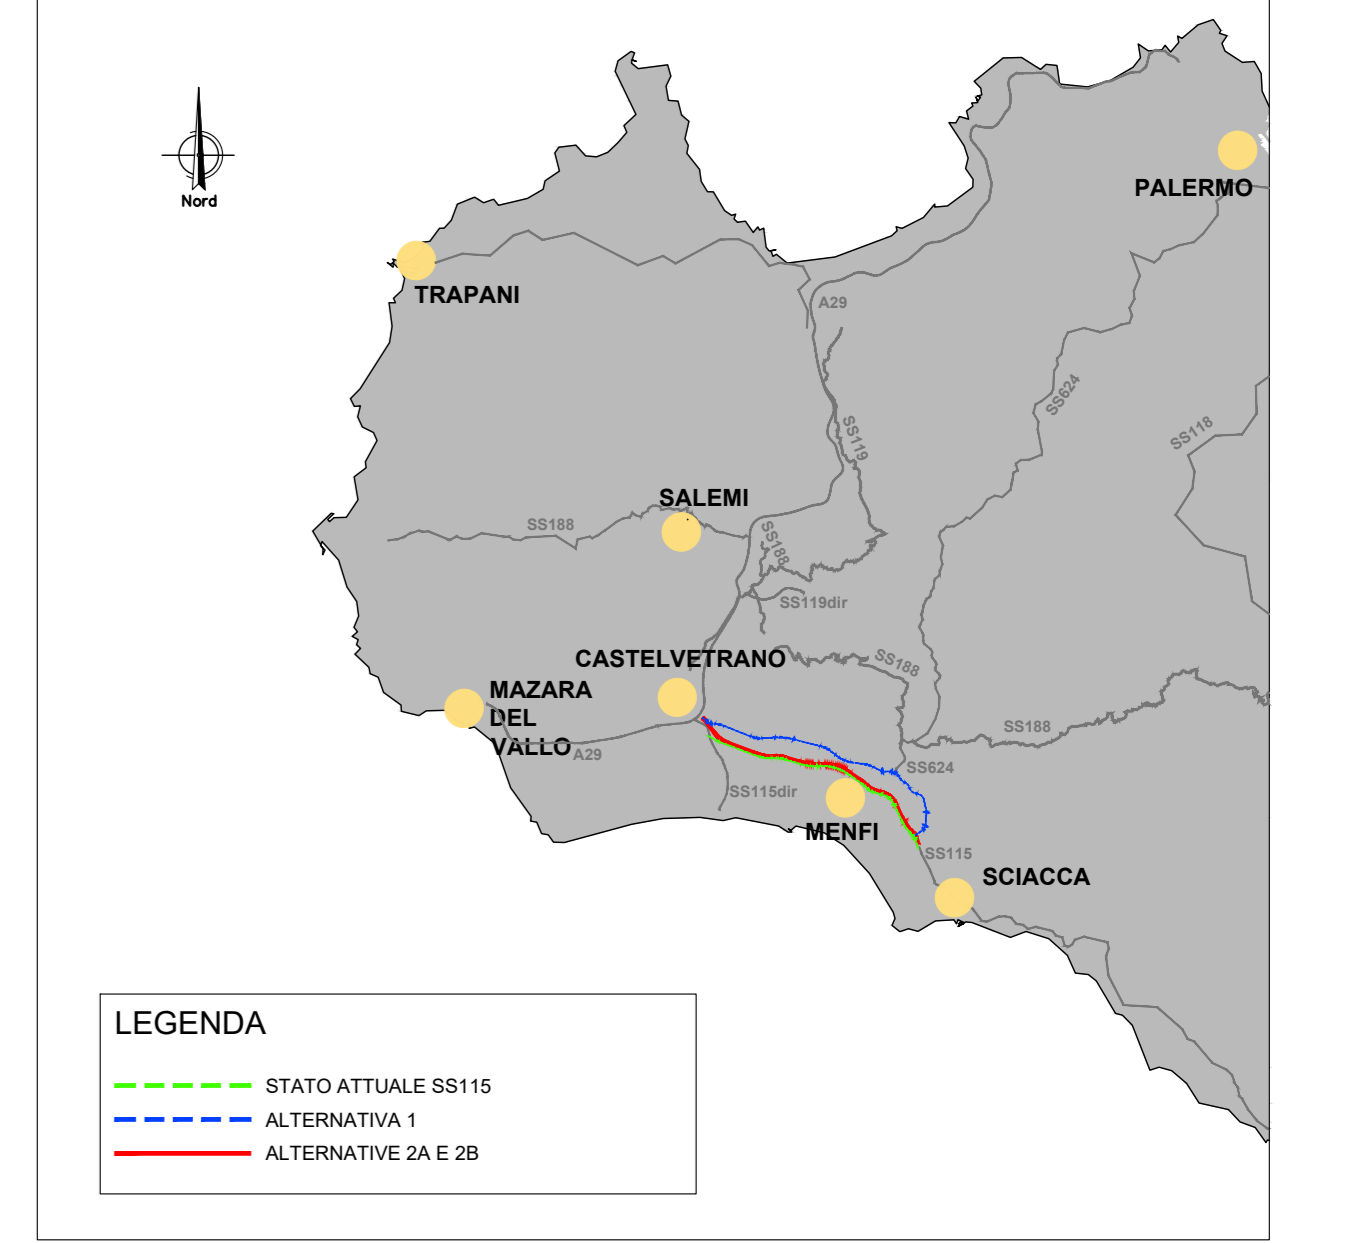 Nord
PALERMO
TRAPANI
A29
SS624
SS119
SS118
SALEMI
SS188
SS188
SS119dir
CASTELVETRANO
SS188
MAZARA
DEL
VALLO
A29
SS188
SS624
SS115dir
MENFI
SS115
SCIACCA
LEGENDA
STATO ATTUALE SS115
ALTERNATIVA 1
ALTERNATIVE 2A E 2B